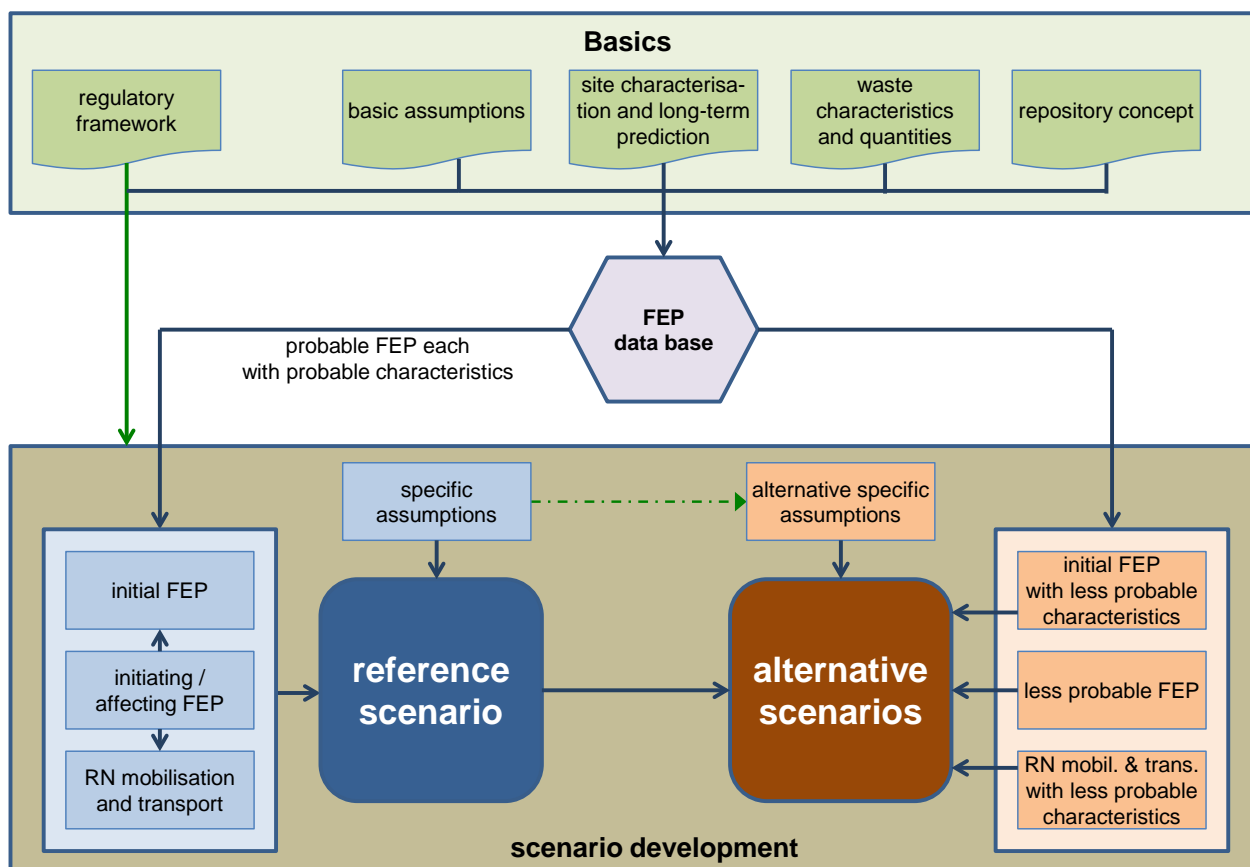 Basics
regulatory
framework
basic assumptions
site characterisa-
tion and long-term
prediction
waste
characteristics
and quantities
repository concept
FEP
data base
probable FEP each
with probable characteristics
specific
assumptions
alternative specific
assumptions
initial FEP
initiating /
affecting FEP
RN mobilisation
and transport
reference
scenario
alternative
scenarios
initial FEP
with less probable
characteristics
less probable FEP
RN mobil. & trans.
with less probable
characteristics
scenario development